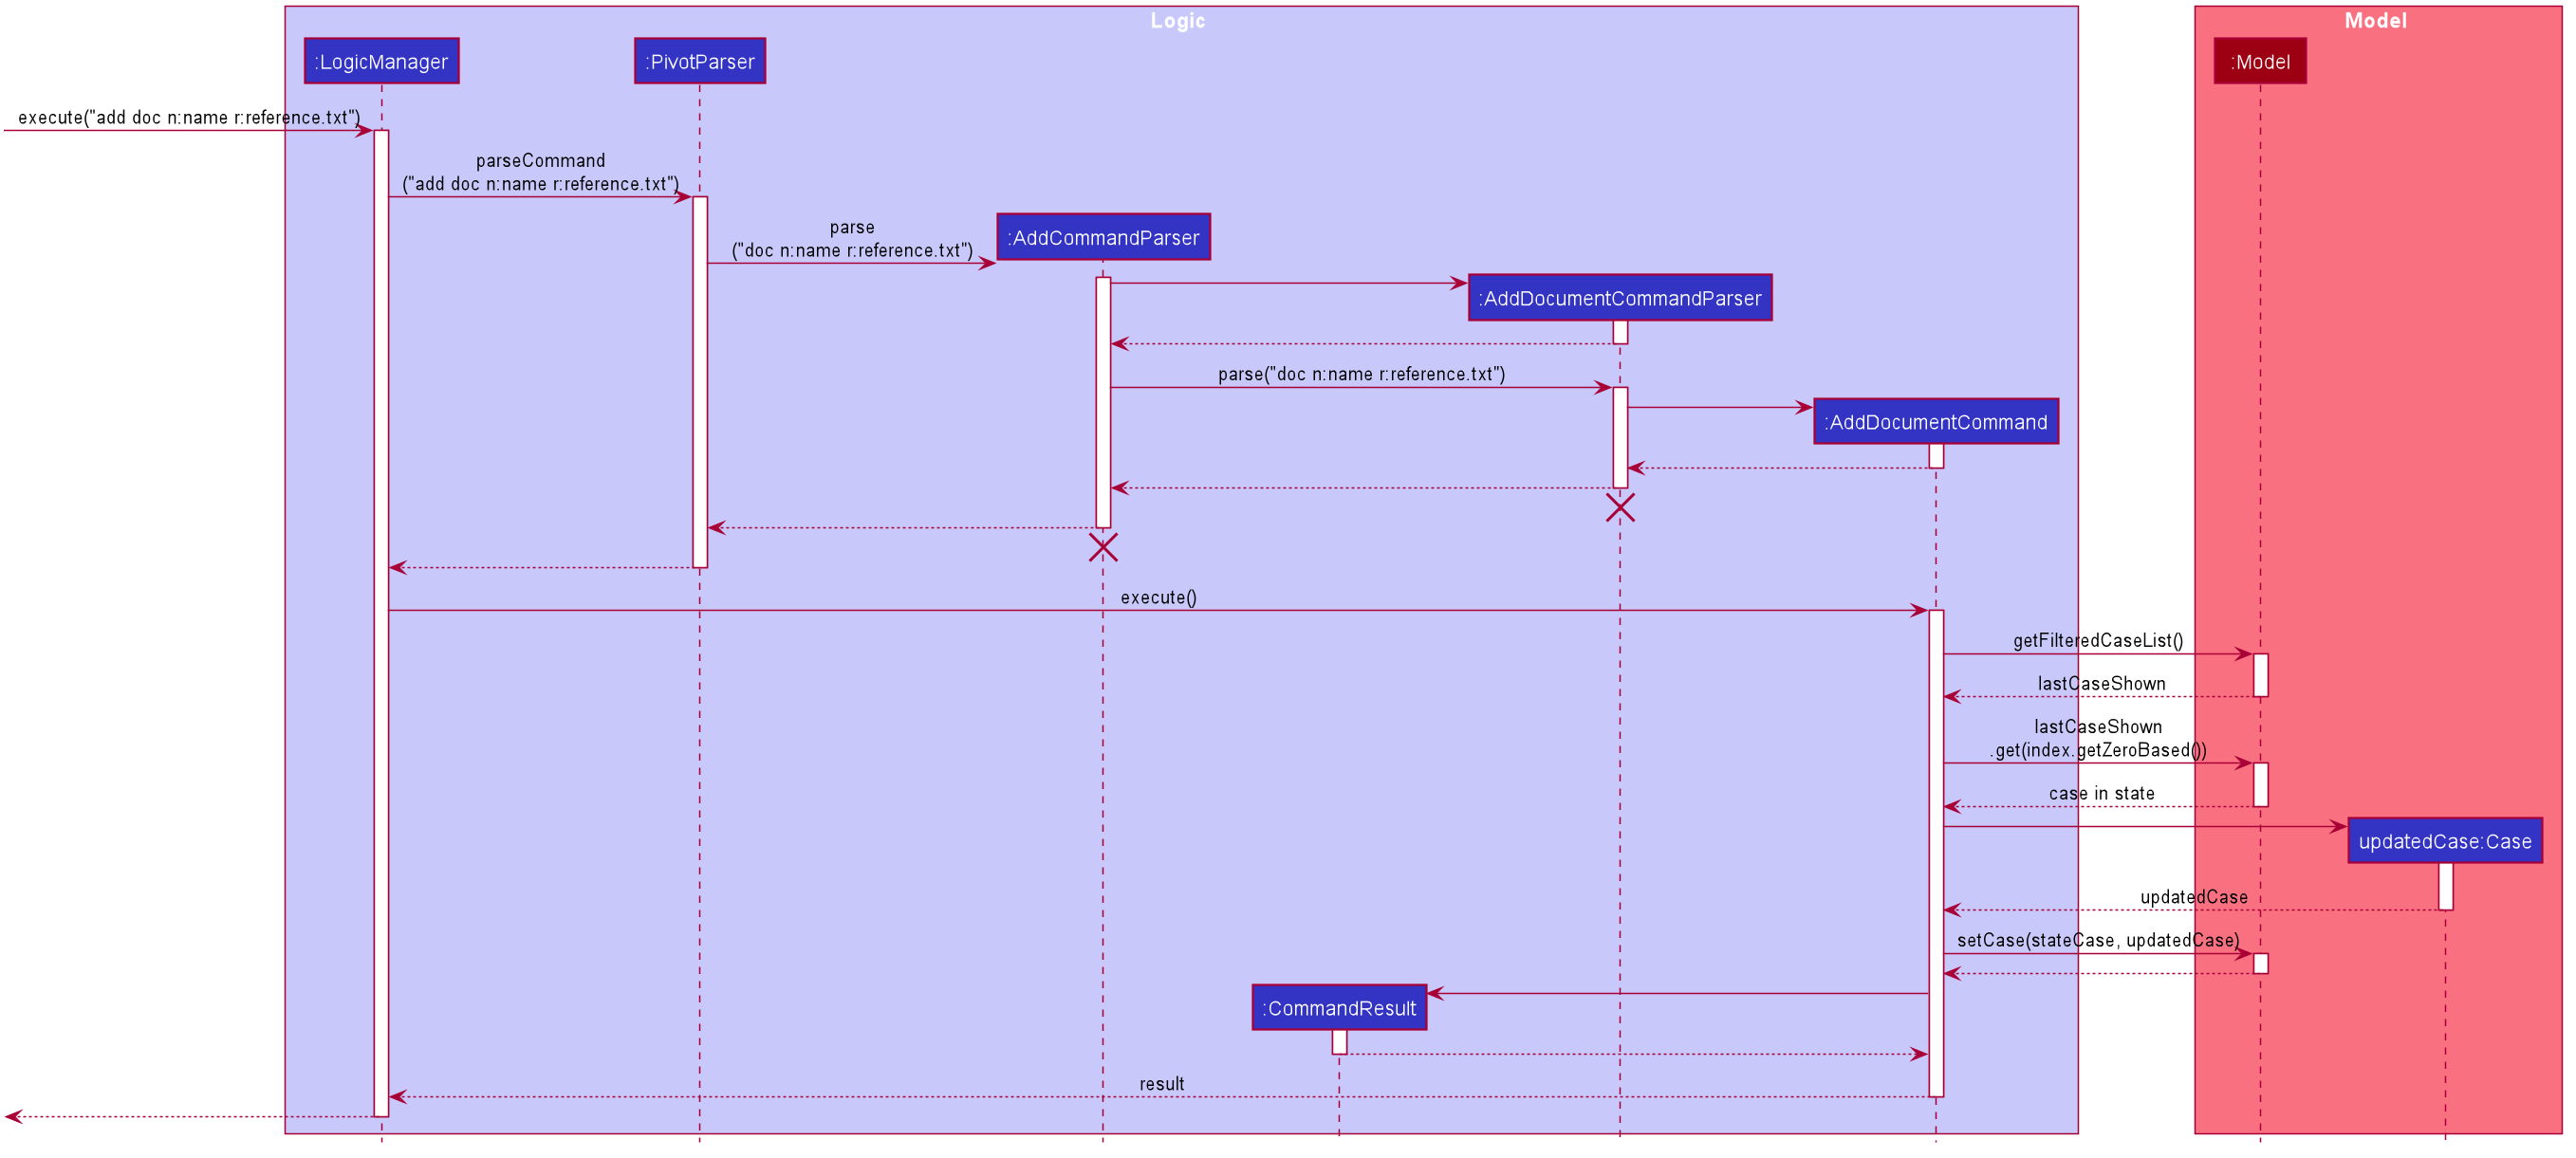 Logic
Model
:LogicManager
:PivotParser
:Model
execute("add doc n:name r:reference.txt")
parseCommand
("add doc n:name r:reference.txt")
parse
("doc n:name r:reference.txt")
:AddCommandParser
:AddDocumentCommandParser
parse("doc n:name r:reference.txt")
:AddDocumentCommand
execute()
getFilteredCaseList()
lastCaseShown
lastCaseShown
.get(index.getZeroBased())
case in state
updatedCase:Case
updatedCase
setCase(stateCase, updatedCase)
:CommandResult
result